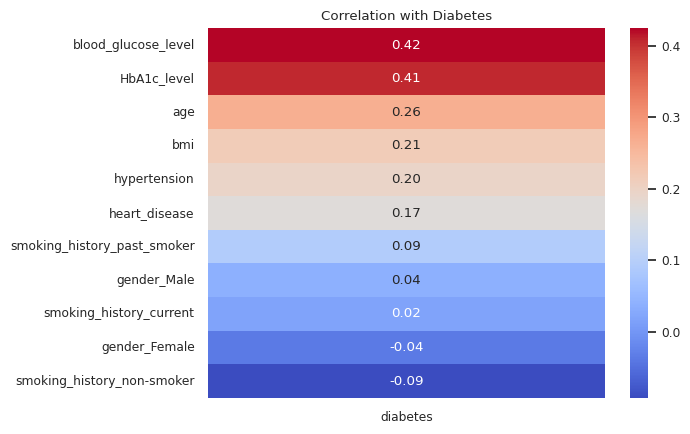 Correlation with Diabetes
blood_glucose_level 0.42
HbA1c_level 0.41
age 0.26
bmi 0.21
hypertension 0.20
heart_disease 0.17
smoking_history_past_smoker 0.09
gender_Male 0.04
smoking_history_current 0.02
gender_Female -0.04
smoking_history_non-smoker -0.09
diabetes
0.4
0.3
0.2
0.1
0.0